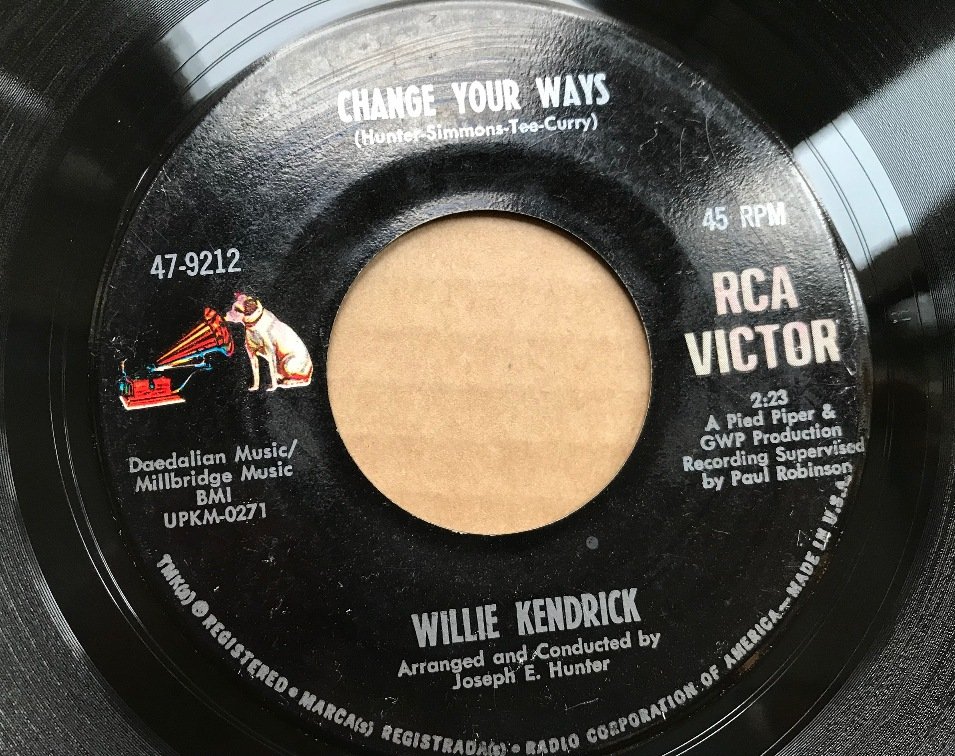 CHANGE YOUR WAYS
(Hunter-Simmons-Tee-Curry)
45 RPM
47-9212
RCA
VICTOR
2:23
A Pied Piper &
GWP Production
Recording Supervised
by Paul Robinson
Daedalian Music/
Millbridge Music
BMI
UPKM-0271
WILLIE KENDRICK
Arranged and Conducted by
Joseph E. Hunter
TMK(s) ® REGISTERED • MARCA(s) REGISTRADA(s) • RADIO CORPORATION OF AMERICA—MADE IN U.S.A.